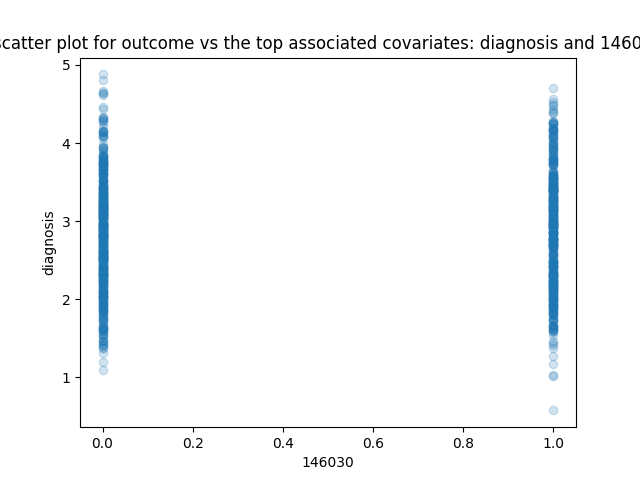 scatter plot for outcome vs the top associated covariates: diagnosis and 1460
5
4
3
2
1
diagnosis
0.0 0.2 0.4 0.6 0.8 1.0
146030